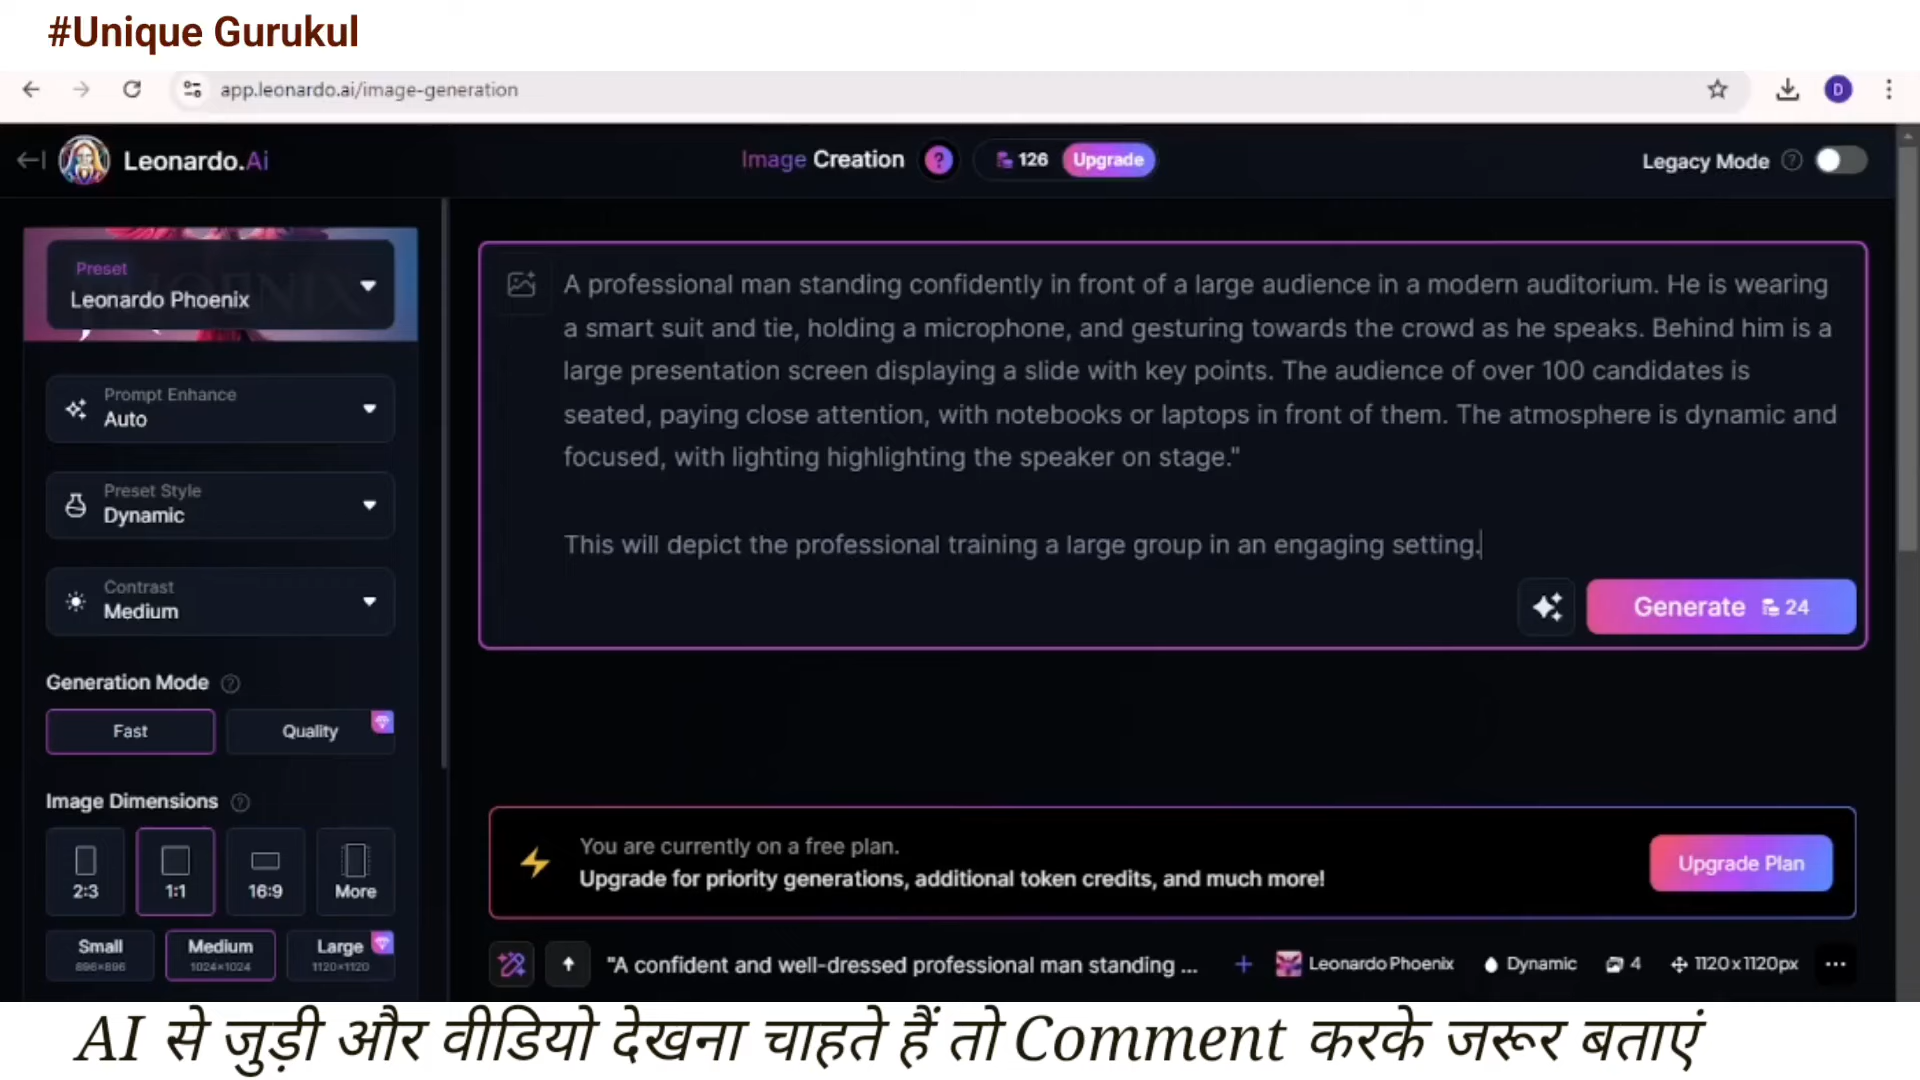 #Unique Gurukul
app.leonardo.ai/image-generation
D
Leonardo.Ai
Image Creation ? 126 Upgrade
Legacy Mode ?
Preset
Leonardo Phoenix
Prompt Enhance
Auto
Preset Style
Dynamic
Contrast
Medium
Generation Mode ?
Fast Quality
Image Dimensions ?
2:3 1:1 16:9 More
Small Medium Large
896×896 1024×1024 1120×1120
A professional man standing confidently in front of a large audience in a modern auditorium. He is wearing
a smart suit and tie, holding a microphone, and gesturing towards the crowd as he speaks. Behind him is a
large presentation screen displaying a slide with key points. The audience of over 100 candidates is
seated, paying close attention, with notebooks or laptops in front of them. The atmosphere is dynamic and
focused, with lighting highlighting the speaker on stage."
This will depict the professional training a large group in an engaging setting.
Generate 24
You are currently on a free plan.
Upgrade for priority generations, additional token credits, and much more!
Upgrade Plan
"A confident and well-dressed professional man standing ... Leonardo Phoenix Dynamic 4 1120x1120px ...
AI से जुड़ी और वीडियो देखना चाहते हैं तो Comment करके जरूर बताएं